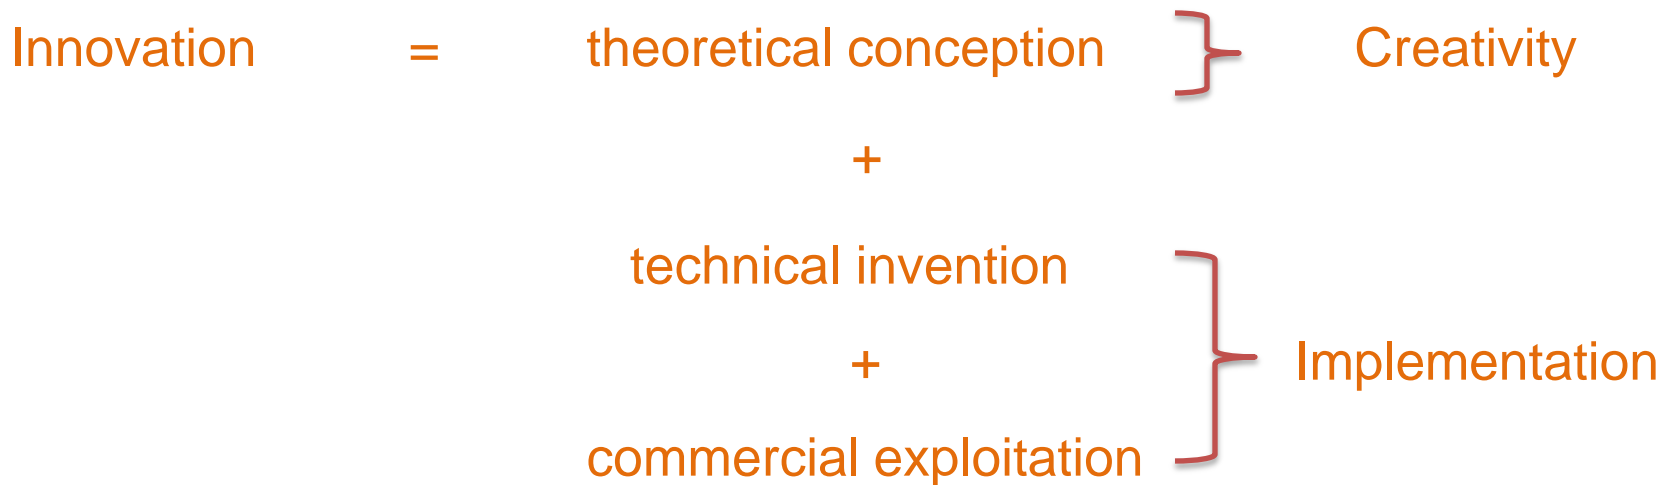 Innovation = theoretical conception Creativity
+
technical invention
+
Implementation
commercial exploitation